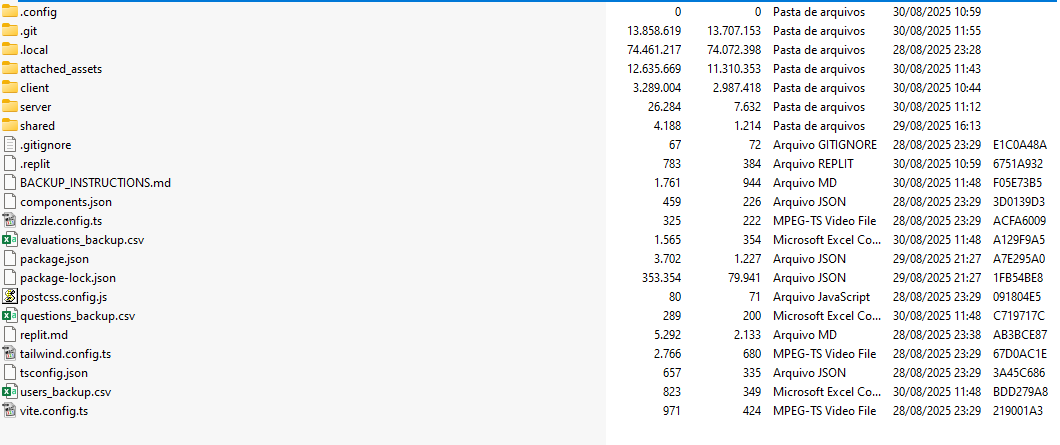 .config 0 0 Pasta de arquivos 30/08/2025 10:59
.git 13.858.619 13.707.153 Pasta de arquivos 30/08/2025 11:55
.local 74.461.217 74.072.398 Pasta de arquivos 28/08/2025 23:28
attached_assets 12.635.669 11.310.353 Pasta de arquivos 30/08/2025 11:43
client 3.289.004 2.987.418 Pasta de arquivos 30/08/2025 10:44
server 26.284 7.632 Pasta de arquivos 30/08/2025 11:12
shared 4.188 1.214 Pasta de arquivos 29/08/2025 16:13
.gitignore 67 72 Arquivo GITIGNORE 28/08/2025 23:29 E1C0A48A
.replit 783 384 Arquivo REPLIT 30/08/2025 10:59 6751A932
BACKUP_INSTRUCTIONS.md 1.761 944 Arquivo MD 30/08/2025 11:48 F05E73B5
components.json 459 226 Arquivo JSON 28/08/2025 23:29 3D0139D3
drizzle.config.ts 325 222 MPEG-TS Video File 28/08/2025 23:29 ACFA6009
evaluations_backup.csv 1.565 354 Microsoft Excel Co... 30/08/2025 11:48 A129F9A5
package.json 3.702 1.227 Arquivo JSON 29/08/2025 21:27 A7E295A0
package-lock.json 353.354 79.941 Arquivo JSON 29/08/2025 21:27 1FB54BE8
postcss.config.js 80 71 Arquivo JavaScript 28/08/2025 23:29 091804E5
questions_backup.csv 289 200 Microsoft Excel Co... 30/08/2025 11:48 C719717C
replit.md 5.292 2.133 Arquivo MD 28/08/2025 23:38 AB3BCE87
tailwind.config.ts 2.766 680 MPEG-TS Video File 28/08/2025 23:29 67D0AC1E
tsconfig.json 657 335 Arquivo JSON 28/08/2025 23:29 3A45C686
users_backup.csv 823 349 Microsoft Excel Co... 30/08/2025 11:48 BDD279A8
vite.config.ts 971 424 MPEG-TS Video File 28/08/2025 23:29 219001A3